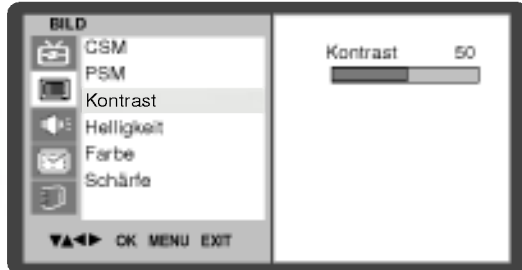 BILD
CSM
PSM
Kontrast
Helligkeit
Farbe
Schärfe
▼▲◀▶ OK MENU EXIT
Kontrast 50